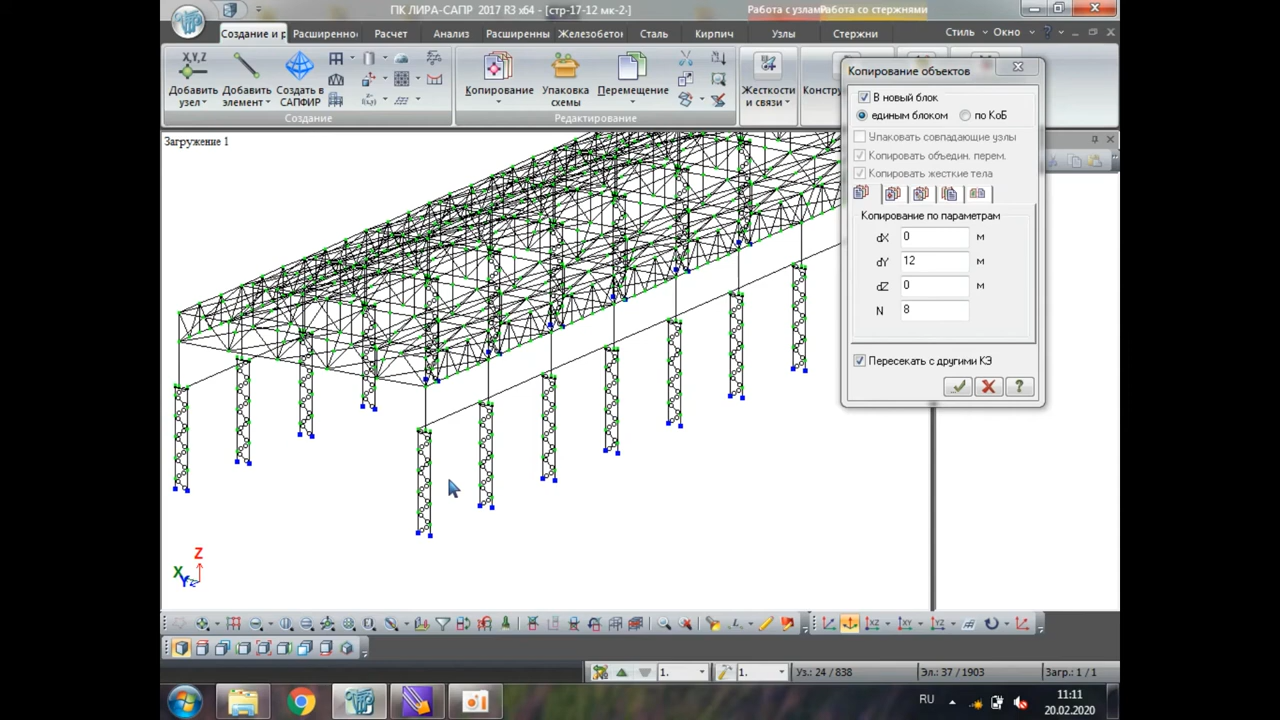 ПК ЛИРА-САПР 2017 R3 x64 - [стр-17-12 мк-2-]
Работа с узлами
Работа со стержнями
Создание и р
Расширенно
Расчет
Анализ
Расширенны
Железобетон
Сталь
Кирпич
Узлы
Стержни
Стиль
Окно
X,Y,Z
Добавить узел
Добавить элемент
Создать в САПФИР
Создание
Копирование
Упаковка схемы
Перемещение
Редактирование
Жесткости и связи
Констру
Загружение 1
Копирование объектов
В новый блок
единым блоком
по КоБ
Упаковать совпадающие узлы
Копировать объедин. перем.
Копировать жесткие тела
Копирование по параметрам
dX 0 м
dY 12 м
dZ 0 м
N 8
Пересекать с другими КЭ
Z
X
Y
XZ
XY
YZ
1.
1.
Уз.: 24 / 838
Эл.: 37 / 1903
Загр.: 1 / 1
RU
11:11
20.02.2020